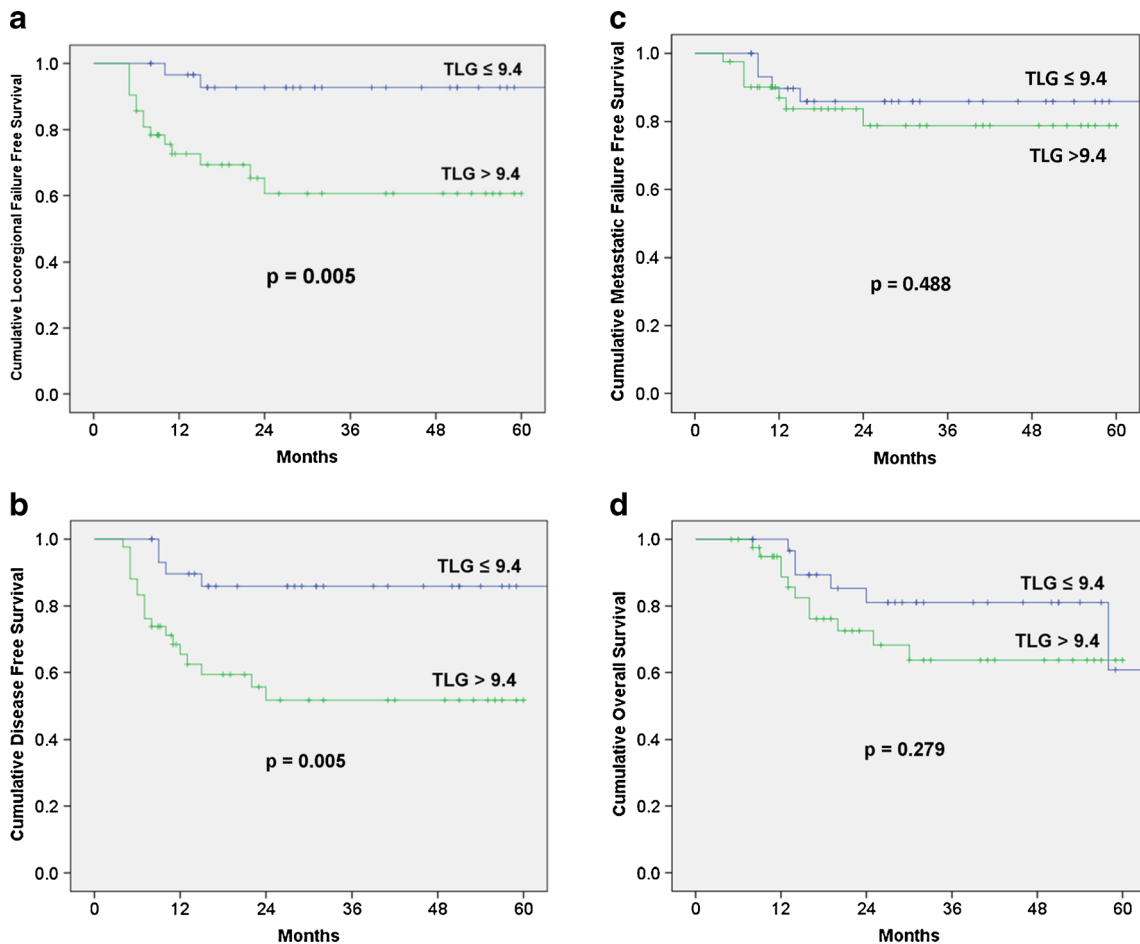 a
Cumulative Locoregional Failure Free Survival
1.0
0.8
0.6
0.4
0.2
0.0
TLG ≤ 9.4
TLG > 9.4
p = 0.005
0 12 24 36 48 60
Months
c
Cumulative Metastatic Failure Free Survival
1.0
0.8
0.6
0.4
0.2
0.0
TLG ≤ 9.4
TLG >9.4
p = 0.488
0 12 24 36 48 60
Months
b
Cumulative Disease Free Survival
1.0
0.8
0.6
0.4
0.2
0.0
TLG ≤ 9.4
TLG > 9.4
p = 0.005
0 12 24 36 48 60
Months
d
Cumulative Overall Survival
1.0
0.8
0.6
0.4
0.2
0.0
TLG ≤ 9.4
TLG > 9.4
p = 0.279
0 12 24 36 48 60
Months